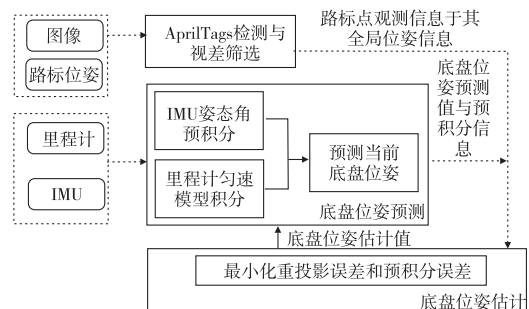 图像
路标位姿
AprilTags检测与
视差筛选
路标点观测信息于其
全局位姿信息
里程计
IMU
IMU姿态角
预积分
里程计匀速
模型积分
预测当前
底盘位姿
底盘位姿预测
底盘位
姿预测
值与预
积分信
息
底盘位姿估计值
最小化重投影误差和预积分误差
底盘位姿估计